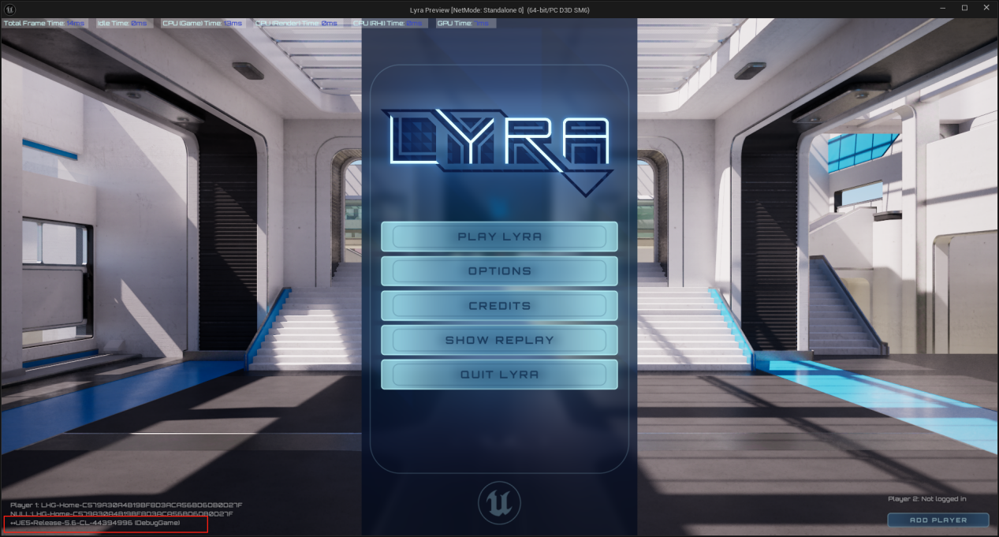 Lyra Preview [NetMode: Standalone 0]  (64-bit/PC D3D SM6)
Total Frame Time: 14ms Idle Time: 0ms CPU (Game) Time: 13ms CPU (Render) Time: 0ms CPU (RHI) Time: 0ms GPU Time: 7ms
LYRA
PLAY LYRA
OPTIONS
CREDITS
SHOW REPLAY
QUIT LYRA
Player 1: LHG-Home-C579A30A4B19BF8D3ACA56BD6DB0D27F
NULL:LHG-Home-C579A30A4B19BF8D3ACA56BD6DB0D27F
++UE5+Release-5.6-CL-44394996 (DebugGame)
Player 2: Not logged in
ADD PLAYER